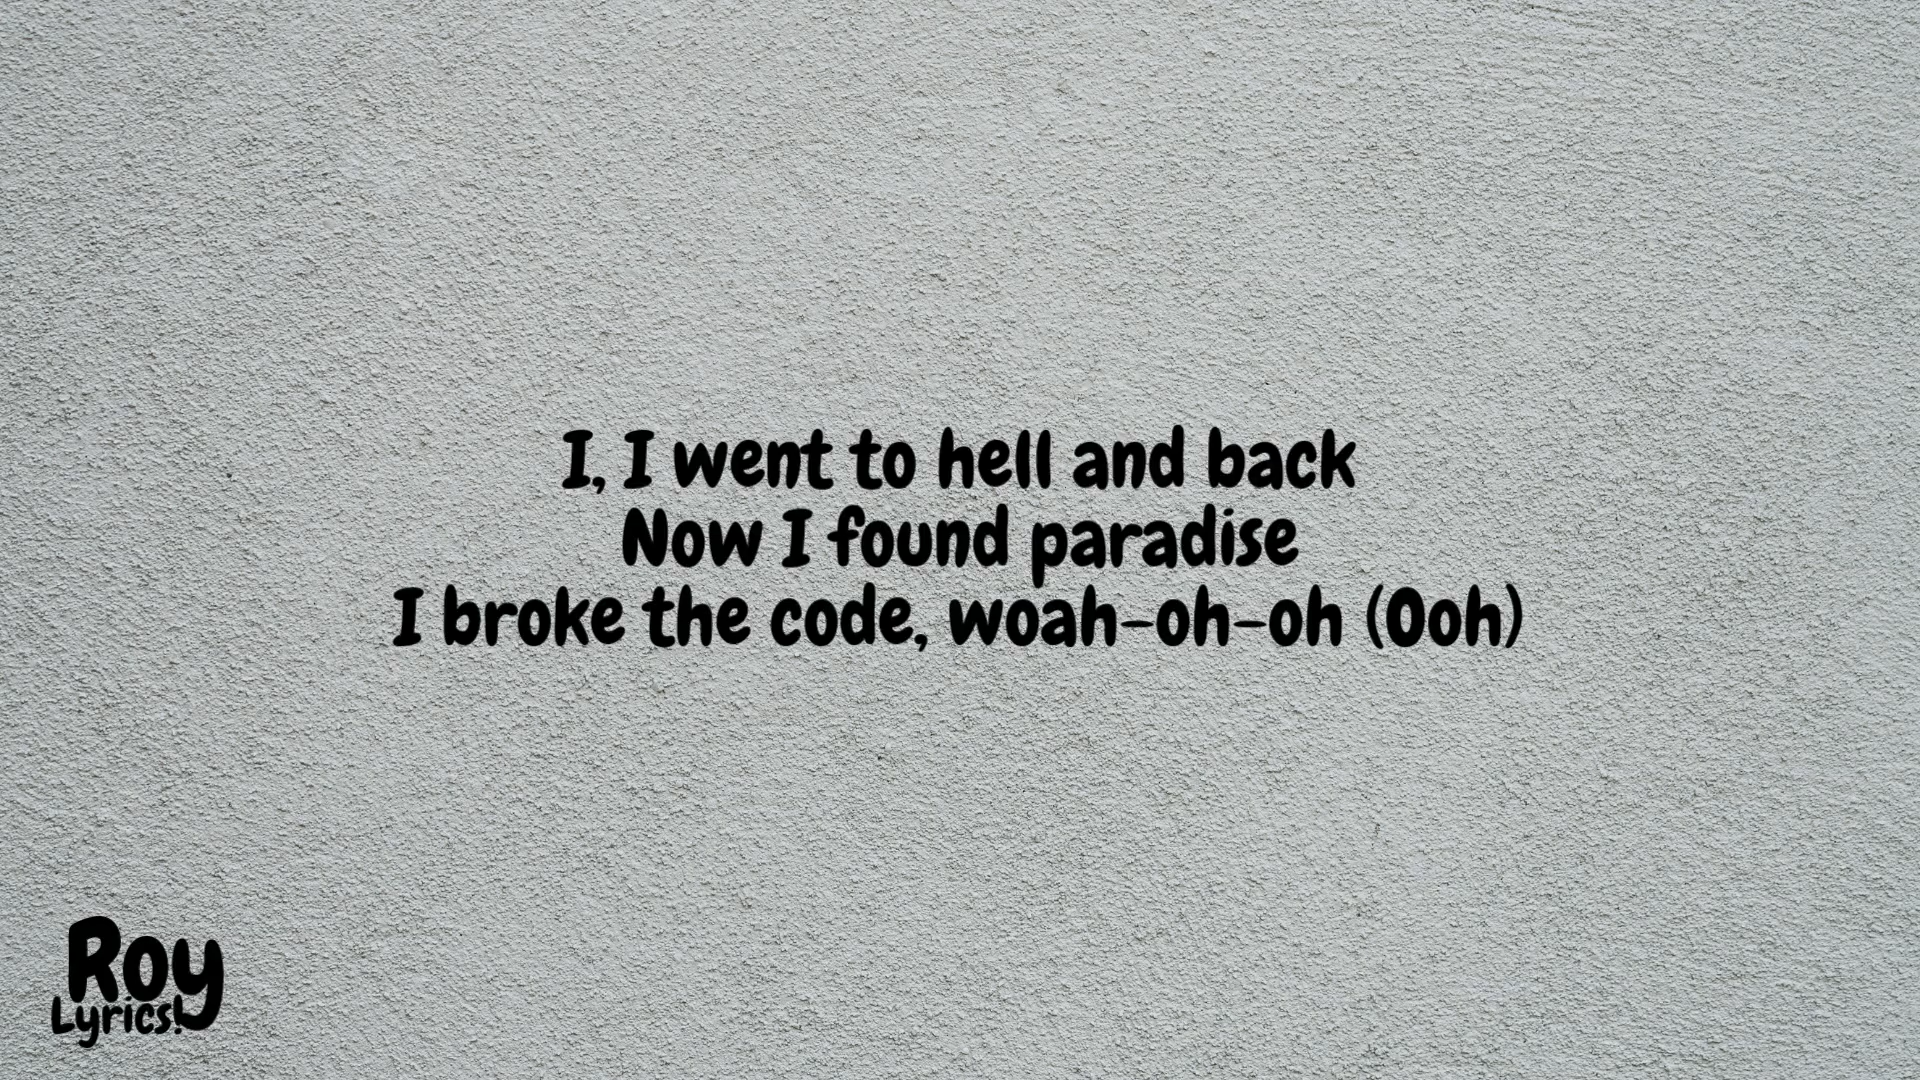 I, I went to hell and back
Now I found paradise
I broke the code, woah-oh-oh (Ooh)
Roy
Lyrics!